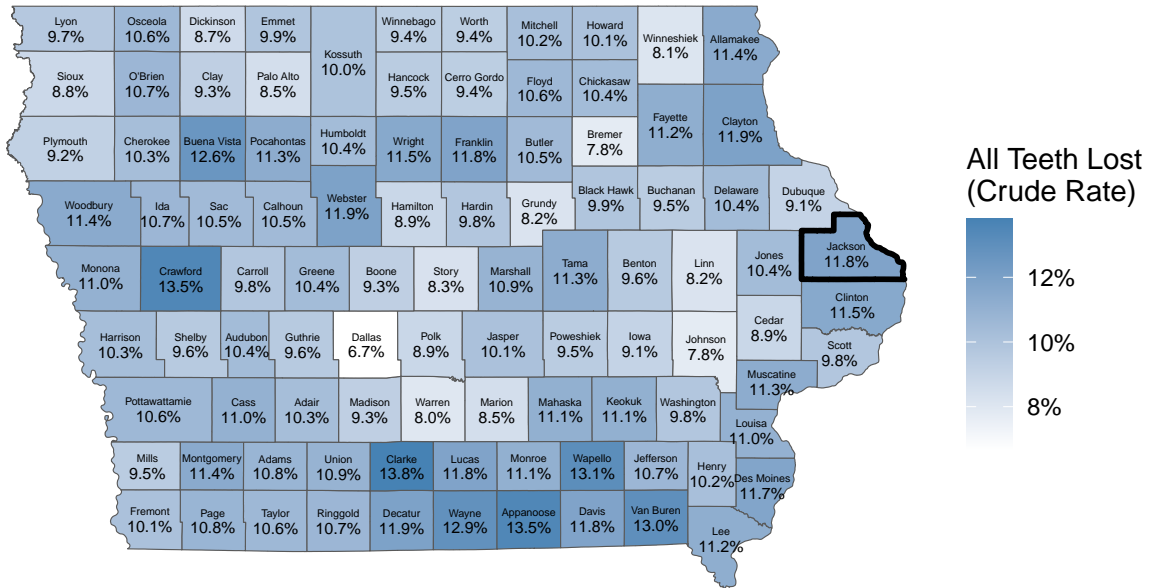 Lyon
9.7%
Osceola
10.6%
Dickinson
8.7%
Emmet
9.9%
Winnebago
9.4%
Worth
9.4%
Mitchell
10.2%
Howard
10.1%
Winneshiek
8.1%
Allamakee
11.4%
Kossuth
10.0%
Sioux
8.8%
O'Brien
10.7%
Clay
9.3%
Palo Alto
8.5%
Hancock
9.5%
Cerro Gordo
9.4%
Floyd
10.6%
Chickasaw
10.4%
Fayette
11.2%
Clayton
11.9%
Plymouth
9.2%
Cherokee
10.3%
Buena Vista
12.6%
Pocahontas
11.3%
Humboldt
10.4%
Wright
11.5%
Franklin
11.8%
Butler
10.5%
Bremer
7.8%
Woodbury
11.4%
Ida
10.7%
Sac
10.5%
Calhoun
10.5%
Webster
11.9%
Hamilton
8.9%
Hardin
9.8%
Grundy
8.2%
Black Hawk
9.9%
Buchanan
9.5%
Delaware
10.4%
Dubuque
9.1%
Monona
11.0%
Crawford
13.5%
Carroll
9.8%
Greene
10.4%
Boone
9.3%
Story
8.3%
Marshall
10.9%
Tama
11.3%
Benton
9.6%
Linn
8.2%
Jones
10.4%
Jackson
11.8%
Clinton
11.5%
Harrison
10.3%
Shelby
9.6%
Audubon
10.4%
Guthrie
9.6%
Dallas
6.7%
Polk
8.9%
Jasper
10.1%
Poweshiek
9.5%
Iowa
9.1%
Johnson
7.8%
Cedar
8.9%
Scott
9.8%
Muscatine
11.3%
Pottawattamie
10.6%
Cass
11.0%
Adair
10.3%
Madison
9.3%
Warren
8.0%
Marion
8.5%
Mahaska
11.1%
Keokuk
11.1%
Washington
9.8%
Louisa
11.0%
Mills
9.5%
Montgomery
11.4%
Adams
10.8%
Union
10.9%
Clarke
13.8%
Lucas
11.8%
Monroe
11.1%
Wapello
13.1%
Jefferson
10.7%
Henry
10.2%
Des Moines
11.7%
Fremont
10.1%
Page
10.8%
Taylor
10.6%
Ringgold
10.7%
Decatur
11.9%
Wayne
12.9%
Appanoose
13.5%
Davis
11.8%
Van Buren
13.0%
Lee
11.2%
All Teeth Lost
(Crude Rate)
12%
10%
8%